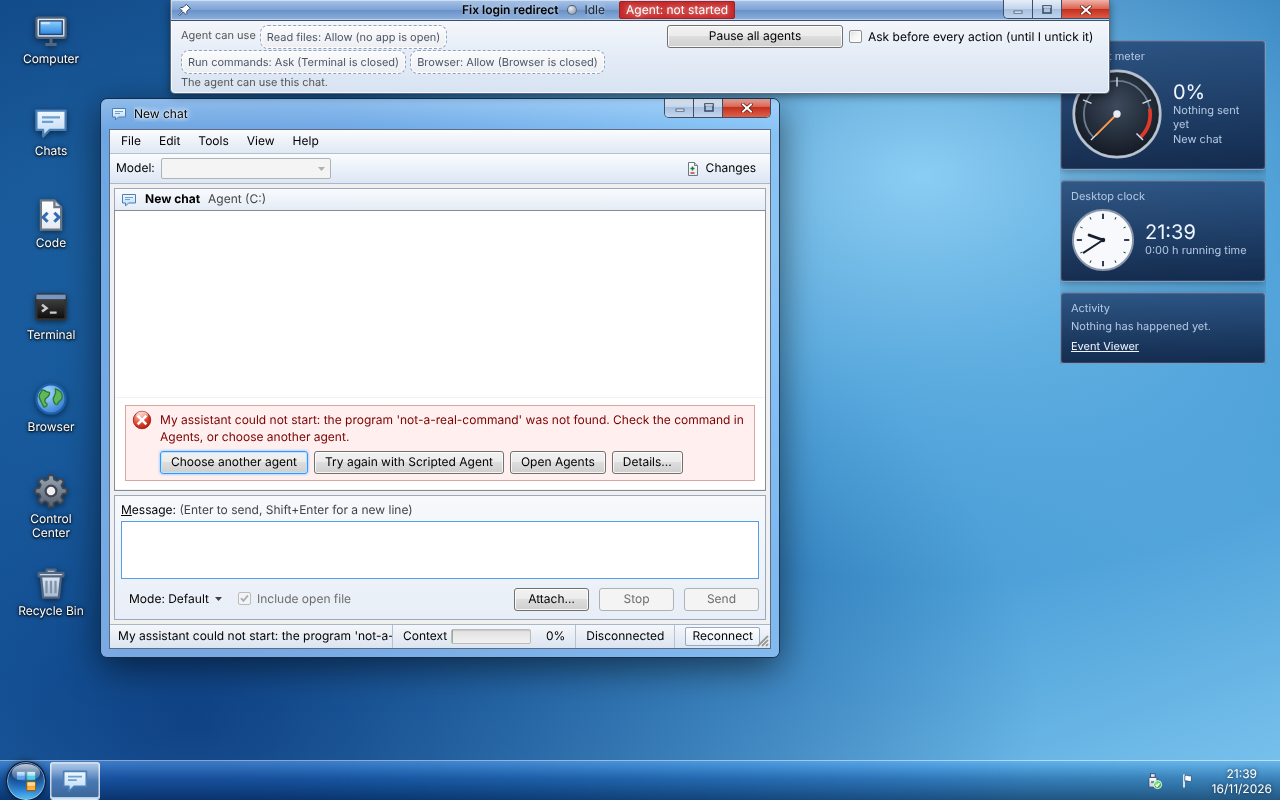 Fix login redirect Idle Agent: not started
Agent can use Read files: Allow (no app is open) Pause all agents Ask before every action (until I untick it)
Run commands: Ask (Terminal is closed) Browser: Allow (Browser is closed)
The agent can use this chat.
Computer
Chats
Code
Terminal
Browser
Control
Center
Recycle Bin
New chat
File Edit Tools View Help
Model: Changes
New chat Agent (C:)
My assistant could not start: the program 'not-a-real-command' was not found. Check the command in
Agents, or choose another agent.
Choose another agent Try again with Scripted Agent Open Agents Details...
Message: (Enter to send, Shift+Enter for a new line)
Mode: Default Include open file Attach... Stop Send
My assistant could not start: the program 'not-a- Context 0% Disconnected Reconnect
meter
0%
Nothing sent
yet
New chat
Desktop clock
21:39
0:00 h running time
Activity
Nothing has happened yet.
Event Viewer
21:39
16/11/2026